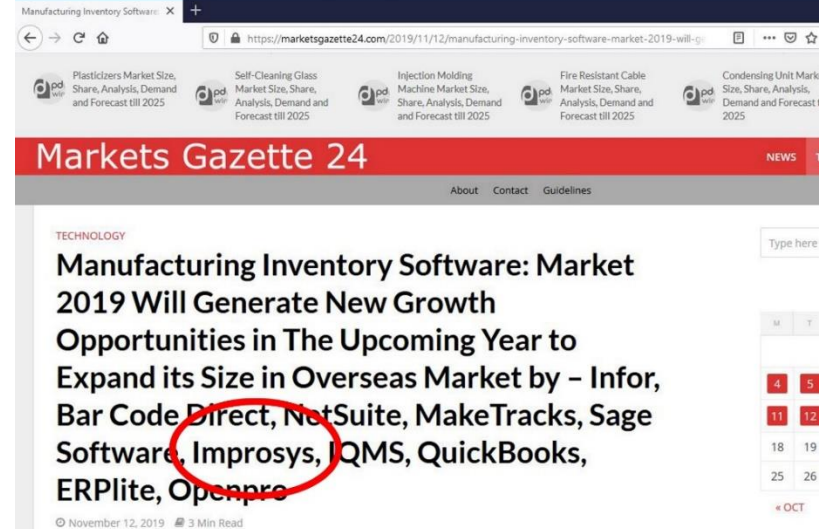 Manufacturing Inventory Software:
https://marketsgazette24.com/2019/11/12/manufacturing-inventory-software-market-2019-will-ge
Plasticizers Market Size,
Share, Analysis, Demand
and Forecast till 2025
Self-Cleaning Glass
Market Size, Share,
Analysis, Demand and
Forecast till 2025
Injection Molding
Machine Market Size,
Share, Analysis, Demand
and Forecast till 2025
Fire Resistant Cable
Market Size, Share,
Analysis, Demand and
Forecast till 2025
Condensing Unit Mark
Size, Share, Analysis,
Demand and Forecast t
2025
Markets Gazette 24
NEWS T
About Contact Guidelines
TECHNOLOGY
Manufacturing Inventory Software: Market
2019 Will Generate New Growth
Opportunities in The Upcoming Year to
Expand its Size in Overseas Market by – Infor,
Bar Code Direct, NetSuite, MakeTracks, Sage
Software, Improsys, IQMS, QuickBooks,
ERPlite, Openpro
November 12, 2019 3 Min Read
Type here
M T
4 5
11 12
18 19
25 26
« OCT